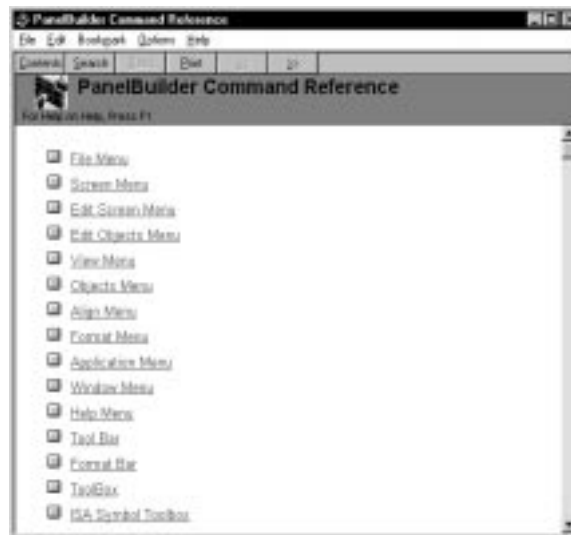 PanelBuilder Command Reference
File Edit Bookmark Options Help
Contents Search Print >>
PanelBuilder Command Reference
For Help on Help, Press F1
File Menu
Screen Menu
Edit Screen Menu
Edit Objects Menu
View Menu
Objects Menu
Align Menu
Format Menu
Application Menu
Window Menu
Help Menu
Tool Bar
Format Bar
ToolBox
ISA Symbol Toolbox